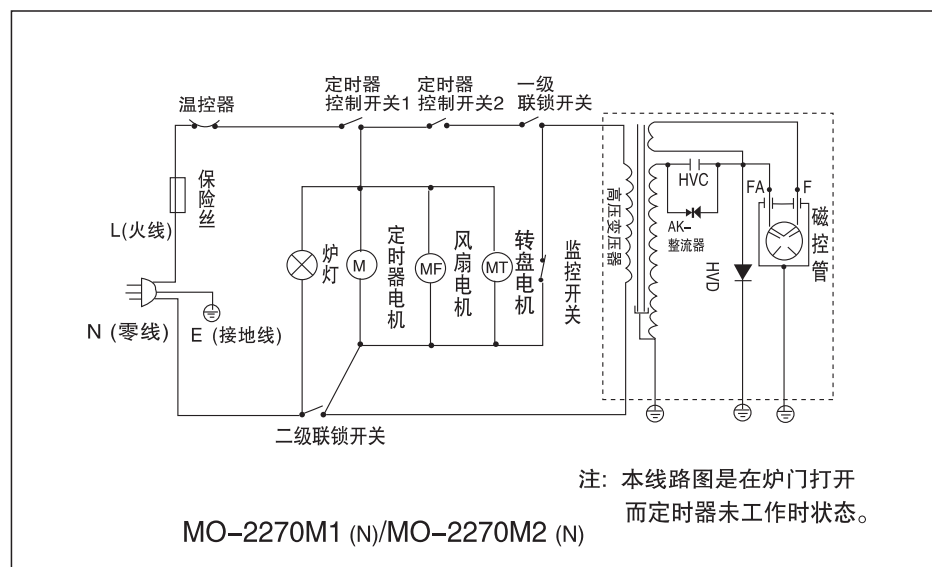 定时器
控制开关1
定时器
控制开关2
一级
联锁开关
温控器
保险丝
L(火线)
N (零线)
E (接地线)
炉灯
M
定时器电机
MF
风扇电机
MT
转盘电机
监控开关
高压变压器
HVC
AK-
整流器
HVD
FA
F
磁控管
二级联锁开关
注: 本线路图是在炉门打开
而定时器未工作时状态。
MO-2270M1 (N)/MO-2270M2 (N)